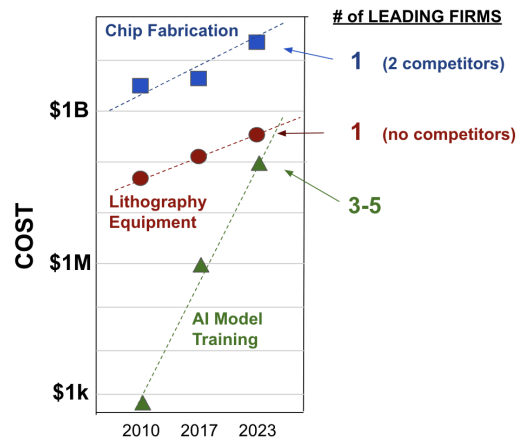 # of LEADING FIRMS
Chip Fabrication
1 (2 competitors)
$1B
1 (no competitors)
Lithography
Equipment
3-5
COST
$1M
AI Model
Training
$1k
2010 2017 2023